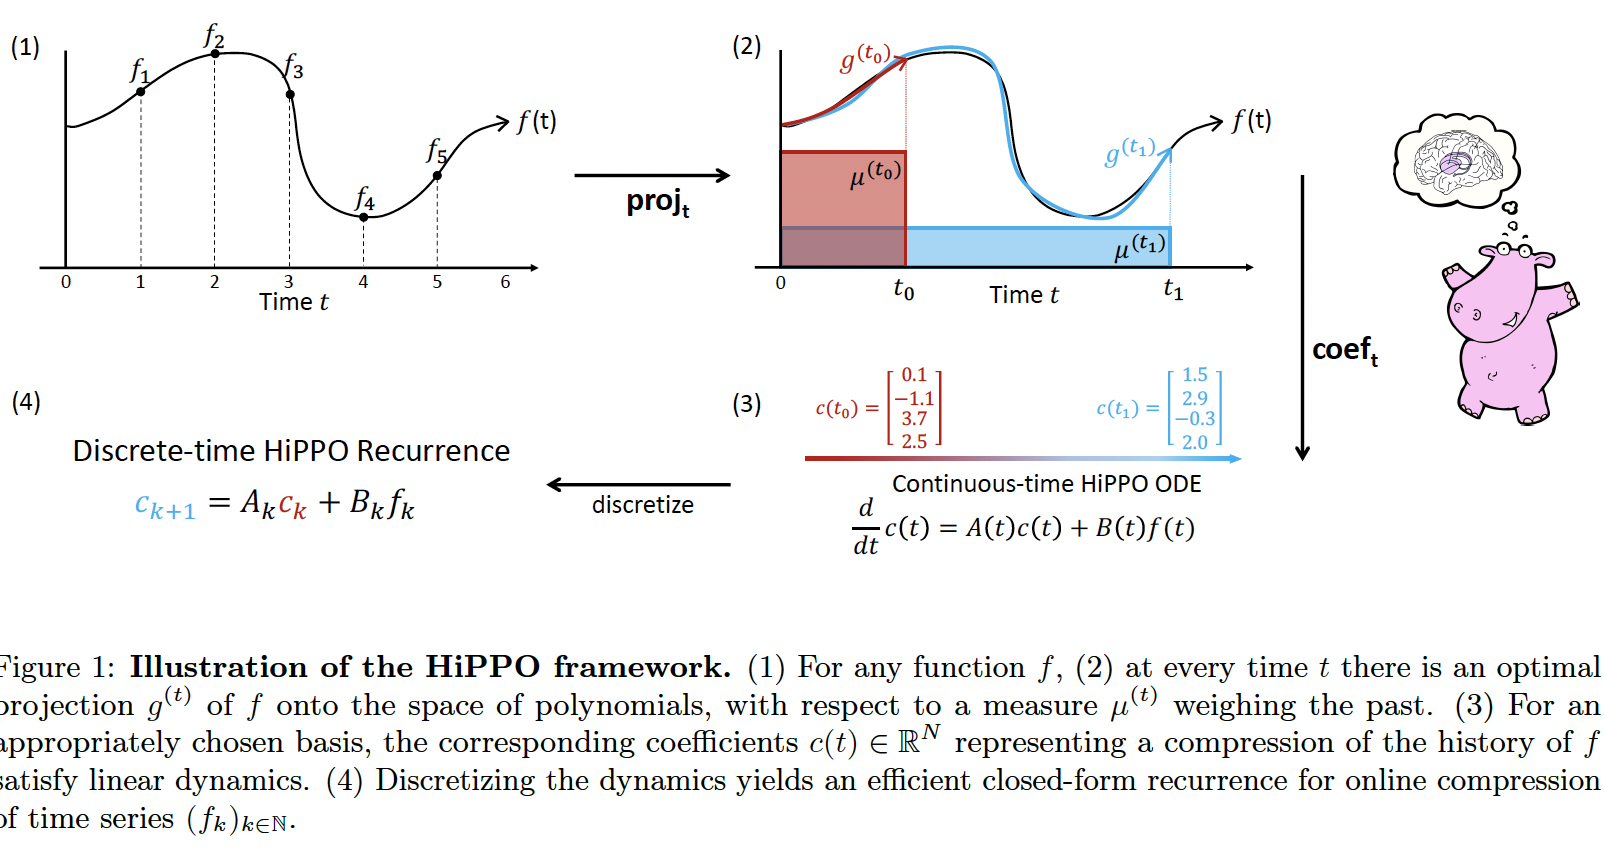 (1)
f₁
f₂
f₃
f₄
f₅
f (t)
0 1 2 3 4 5 6
Time t
proj_t
(2)
g^(t₀)
μ^(t₀)
g^(t₁)
μ^(t₁)
f (t)
0 t₀ Time t t₁
coef_t
(3)
c(t₀) = [0.1 −1.1 3.7 2.5]
c(t₁) = [1.5 2.9 −0.3 2.0]
Continuous-time HiPPO ODE
d/dt c(t) = A(t)c(t) + B(t)f(t)
discretize
(4)
Discrete-time HiPPO Recurrence
c_{k+1} = A_k c_k + B_k f_k
Figure 1: Illustration of the HiPPO framework. (1) For any function f, (2) at every time t there is an optimal
projection g^(t) of f onto the space of polynomials, with respect to a measure μ^(t) weighing the past. (3) For an
appropriately chosen basis, the corresponding coefficients c(t) ∈ ℝ^N representing a compression of the history of f
satisfy linear dynamics. (4) Discretizing the dynamics yields an efficient closed-form recurrence for online compression
of time series (f_k)_{k∈ℕ}.